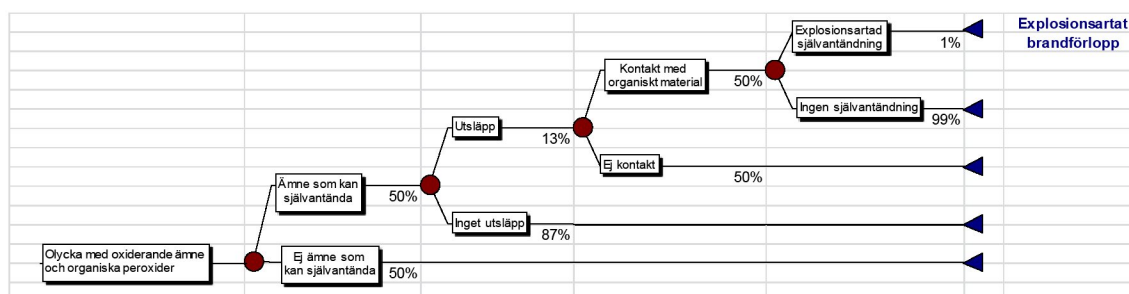 Explosionsartad
självantändning
1%
Explosionsartat
brandförlopp
Kontakt med
organiskt material
50%
Ingen självantändning
99%
Utsläpp
13%
Ej kontakt
50%
Ämne som kan
självantända
50%
Inget utsläpp
87%
Olycka med oxiderande ämne
och organiska peroxider
Ej ämne som
kan självantända
50%